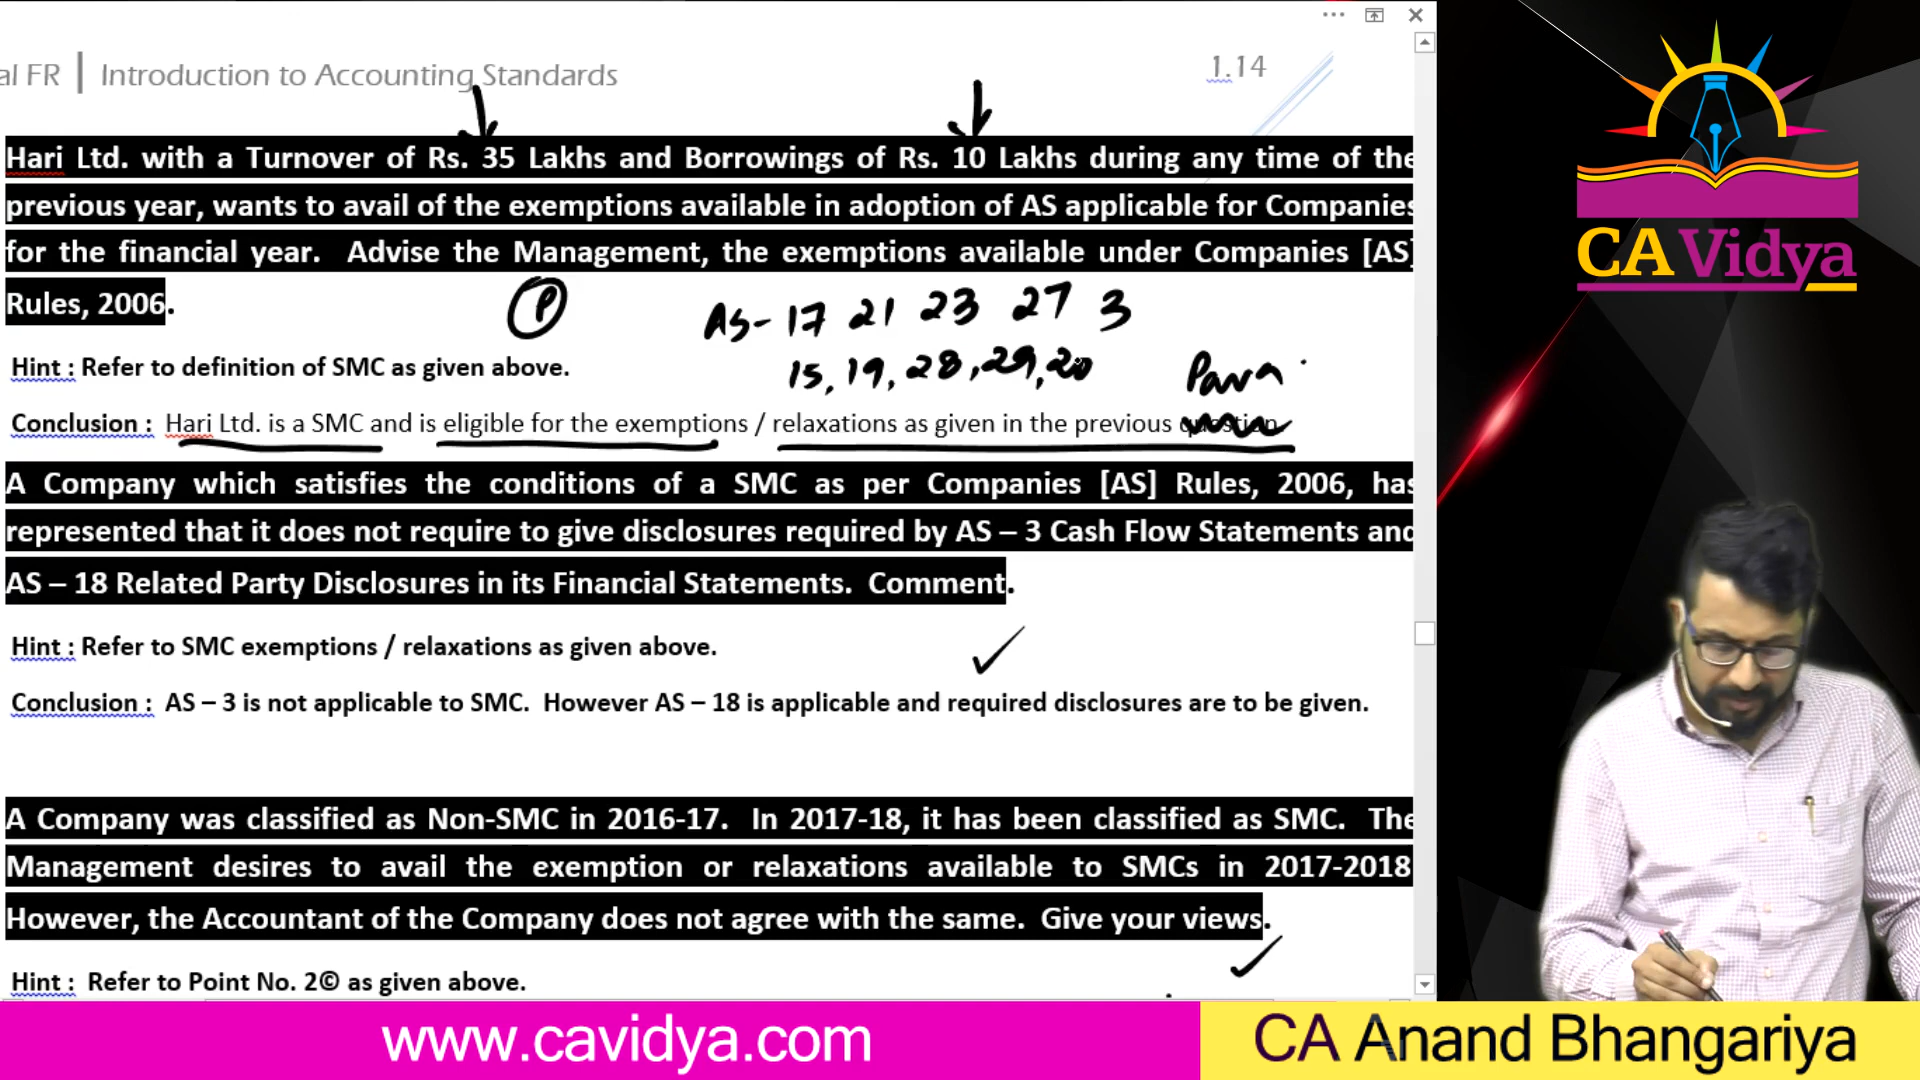 al FR | Introduction to Accounting Standards
1.14
Hari Ltd. with a Turnover of Rs. 35 Lakhs and Borrowings of Rs. 10 Lakhs during any time of the
previous year, wants to avail of the exemptions available in adoption of AS applicable for Companies
for the financial year. Advise the Management, the exemptions available under Companies [AS]
Rules, 2006.
P
AS- 17 21 23 27 3
15, 19, 28, 29, 20
Para
Hint : Refer to definition of SMC as given above.
Conclusion : Hari Ltd. is a SMC and is eligible for the exemptions / relaxations as given in the previous question.
A Company which satisfies the conditions of a SMC as per Companies [AS] Rules, 2006, has
represented that it does not require to give disclosures required by AS – 3 Cash Flow Statements and
AS – 18 Related Party Disclosures in its Financial Statements. Comment.
Hint : Refer to SMC exemptions / relaxations as given above.
Conclusion : AS – 3 is not applicable to SMC. However AS – 18 is applicable and required disclosures are to be given.
A Company was classified as Non-SMC in 2016-17. In 2017-18, it has been classified as SMC. The
Management desires to avail the exemption or relaxations available to SMCs in 2017-2018
However, the Accountant of the Company does not agree with the same. Give your views.
Hint : Refer to Point No. 2© as given above.
CA Vidya
www.cavidya.com
CA Anand Bhangariya